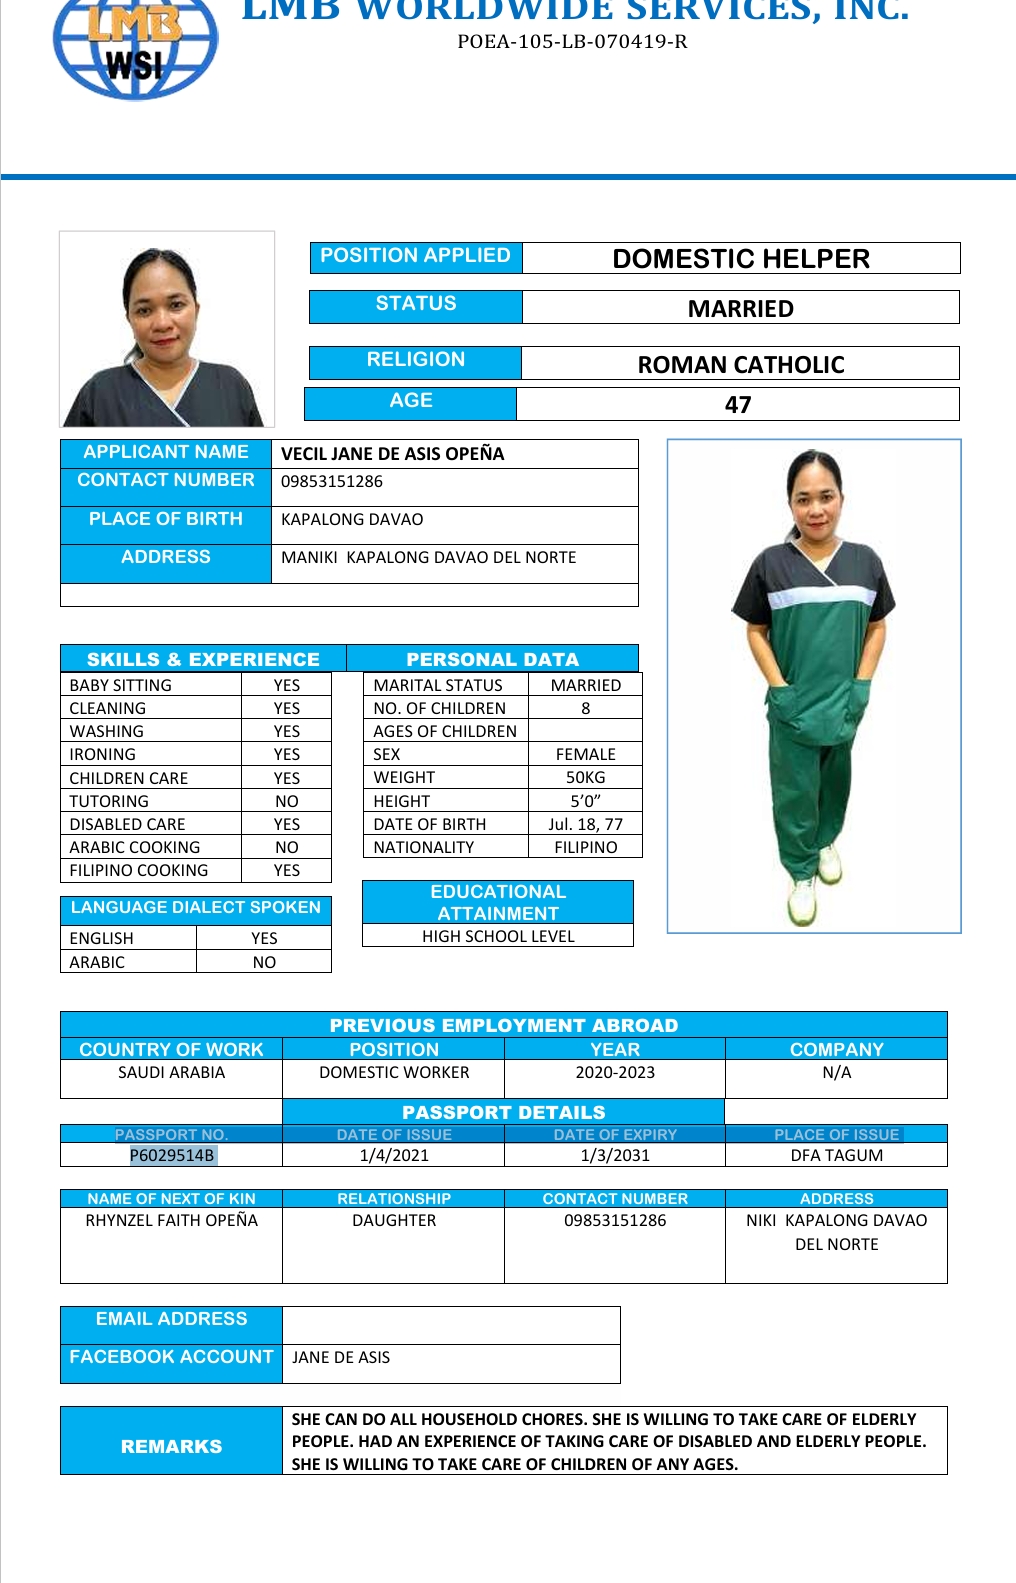 LMB WORLDWIDE SERVICES, INC.
LMB
WSI
POEA-105-LB-070419-R
POSITION APPLIED DOMESTIC HELPER
STATUS MARRIED
RELIGION ROMAN CATHOLIC
AGE 47
APPLICANT NAME VECIL JANE DE ASIS OPEÑA
CONTACT NUMBER 09853151286
PLACE OF BIRTH KAPALONG DAVAO
ADDRESS MANIKI  KAPALONG DAVAO DEL NORTE
SKILLS & EXPERIENCE PERSONAL DATA
BABY SITTING YES MARITAL STATUS MARRIED
CLEANING YES NO. OF CHILDREN 8
WASHING YES AGES OF CHILDREN
IRONING YES SEX FEMALE
CHILDREN CARE YES WEIGHT 50KG
TUTORING NO HEIGHT 5’0”
DISABLED CARE YES DATE OF BIRTH Jul. 18, 77
ARABIC COOKING NO NATIONALITY FILIPINO
FILIPINO COOKING YES
LANGUAGE DIALECT SPOKEN
ENGLISH YES
ARABIC NO
EDUCATIONAL
ATTAINMENT
HIGH SCHOOL LEVEL
PREVIOUS EMPLOYMENT ABROAD
COUNTRY OF WORK POSITION YEAR COMPANY
SAUDI ARABIA DOMESTIC WORKER 2020-2023 N/A
PASSPORT DETAILS
PASSPORT NO. DATE OF ISSUE DATE OF EXPIRY PLACE OF ISSUE
P6029514B 1/4/2021 1/3/2031 DFA TAGUM
NAME OF NEXT OF KIN RELATIONSHIP CONTACT NUMBER ADDRESS
RHYNZEL FAITH OPEÑA DAUGHTER 09853151286 NIKI  KAPALONG DAVAO
DEL NORTE
EMAIL ADDRESS
FACEBOOK ACCOUNT JANE DE ASIS
REMARKS
SHE CAN DO ALL HOUSEHOLD CHORES. SHE IS WILLING TO TAKE CARE OF ELDERLY
PEOPLE. HAD AN EXPERIENCE OF TAKING CARE OF DISABLED AND ELDERLY PEOPLE.
SHE IS WILLING TO TAKE CARE OF CHILDREN OF ANY AGES.